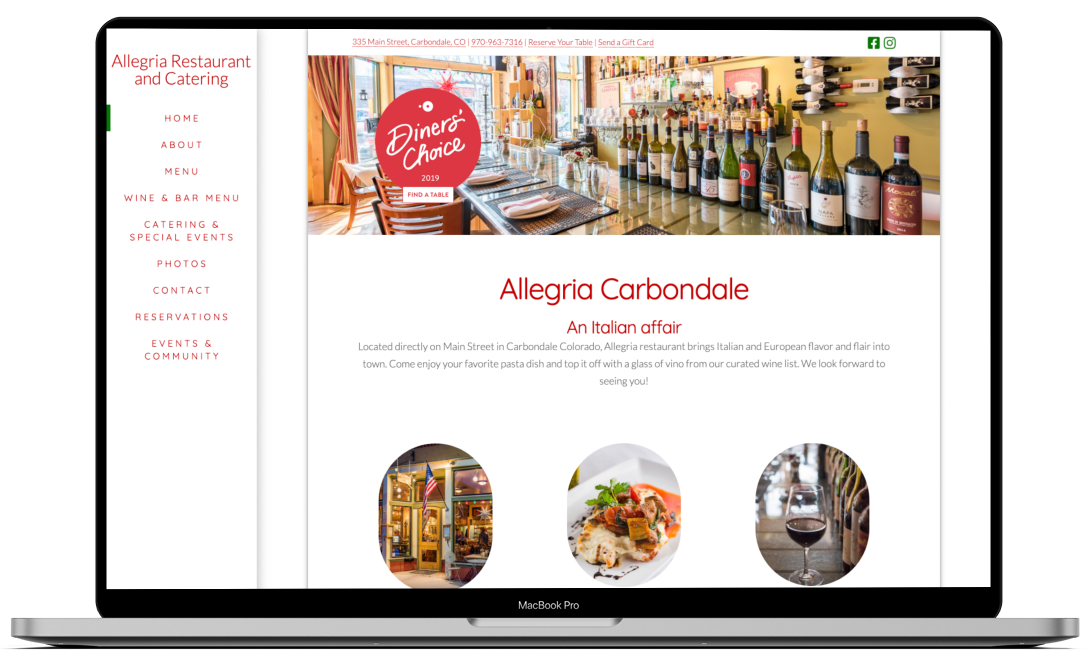 335 Main Street, Carbondale, CO | 970-963-7316 | Reserve Your Table | Send a Gift Card
Allegria Restaurant
and Catering
HOME
ABOUT
MENU
WINE & BAR MENU
CATERING &
SPECIAL EVENTS
PHOTOS
CONTACT
RESERVATIONS
EVENTS &
COMMUNITY
Diners'
Choice
2019
FIND A TABLE
Allegria Carbondale
An Italian affair
Located directly on Main Street in Carbondale Colorado, Allegria restaurant brings Italian and European flavor and flair into
town. Come enjoy your favorite pasta dish and top it off with a glass of vino from our curated wine list. We look forward to
seeing you!
MacBook Pro